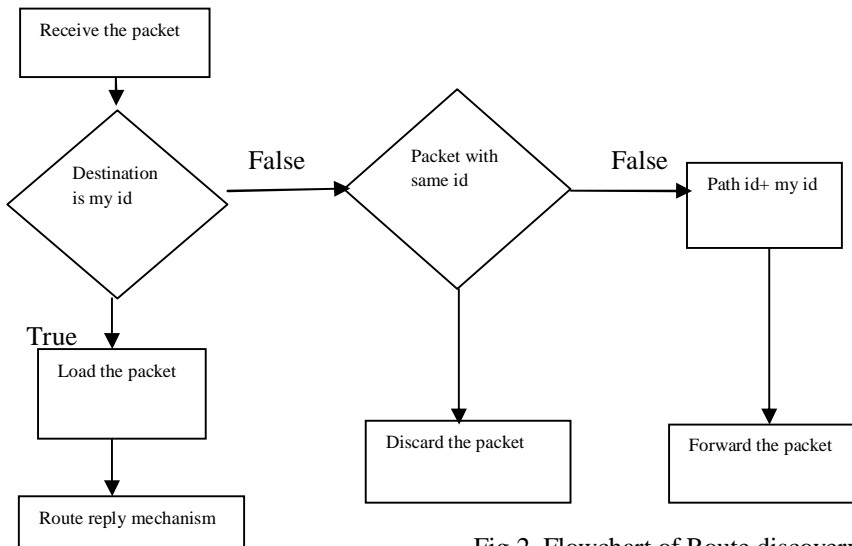 Receive the packet
Destination
is my id
False
Packet with
same id
False
Path id+ my id
True
Load the packet
Discard the packet
Forward the packet
Route reply mechanism
Fig 2. Flowchart of Route discovery